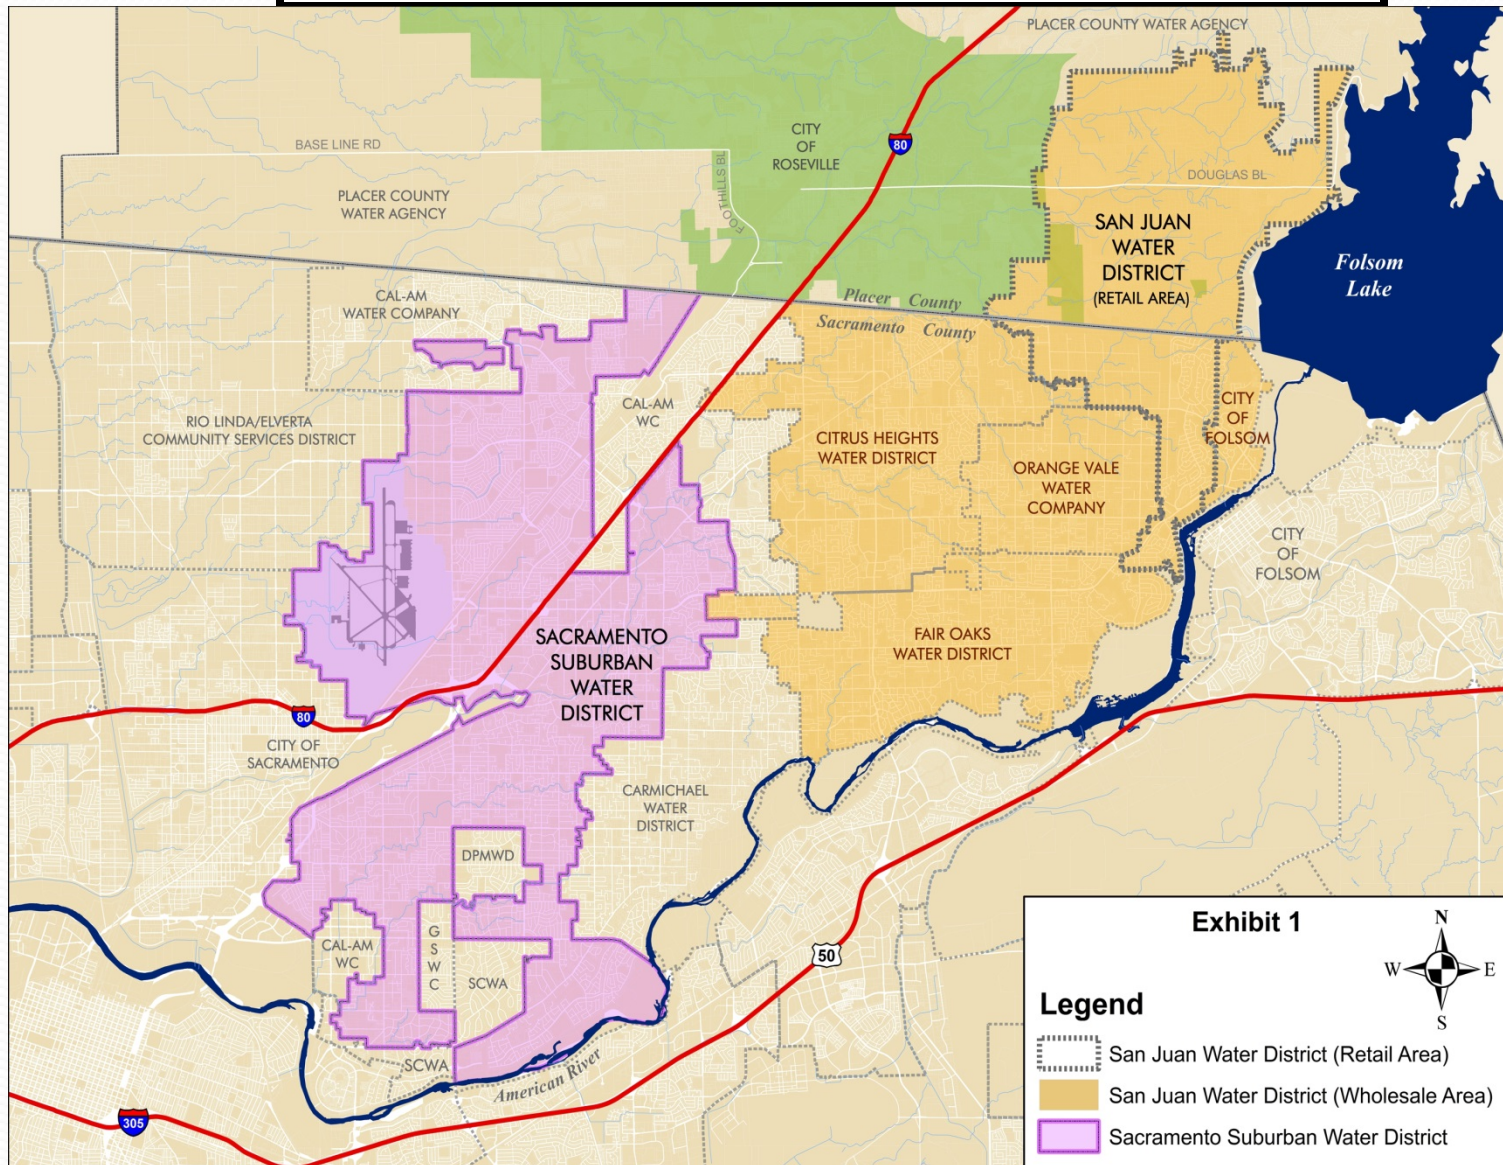 PLACER COUNTY WATER AGENCY
BASE LINE RD
CITY
OF
ROSEVILLE
80
FOOTHILLS BL
DOUGLAS BL
PLACER COUNTY
WATER AGENCY
SAN JUAN
WATER
DISTRICT
(RETAIL AREA)
Folsom
Lake
CAL-AM
WATER COMPANY
Placer County
Sacramento County
RIO LINDA/ELVERTA
COMMUNITY SERVICES DISTRICT
CAL-AM
WC
CITRUS HEIGHTS
WATER DISTRICT
ORANGE VALE
WATER
COMPANY
CITY
OF
FOLSOM
CITY
OF
FOLSOM
SACRAMENTO
SUBURBAN
WATER
DISTRICT
FAIR OAKS
WATER DISTRICT
80
CITY OF
SACRAMENTO
CARMICHAEL
WATER
DISTRICT
DPMWD
CAL-AM
WC
G
S
W
C
SCWA
SCWA
American River
50
305
Exhibit 1
N
W
E
S
Legend
San Juan Water District (Retail Area)
San Juan Water District (Wholesale Area)
Sacramento Suburban Water District